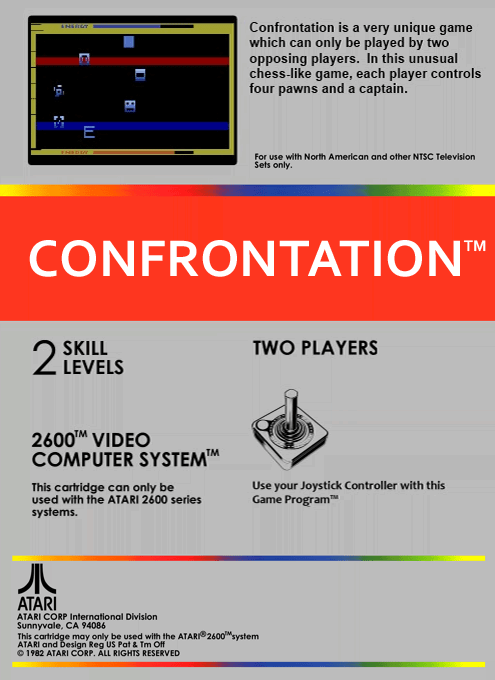 Confrontation is a very unique game
which can only be played by two
opposing players.  In this unusual
chess-like game, each player controls
four pawns and a captain.
For use with North American and other NTSC Television
Sets only.
CONFRONTATION™
2 SKILL
LEVELS
TWO PLAYERS
2600™ VIDEO
COMPUTER SYSTEM™
This cartridge can only be
used with the ATARI 2600 series
systems.
Use your Joystick Controller with this
Game Program™
ATARI
ATARI CORP International Division
Sunnyvale, CA 94086
This cartridge may only be used with the ATARI®2600™system
ATARI and Design Reg US Pat & Tm Off
© 1982 ATARI CORP. ALL RIGHTS RESERVED